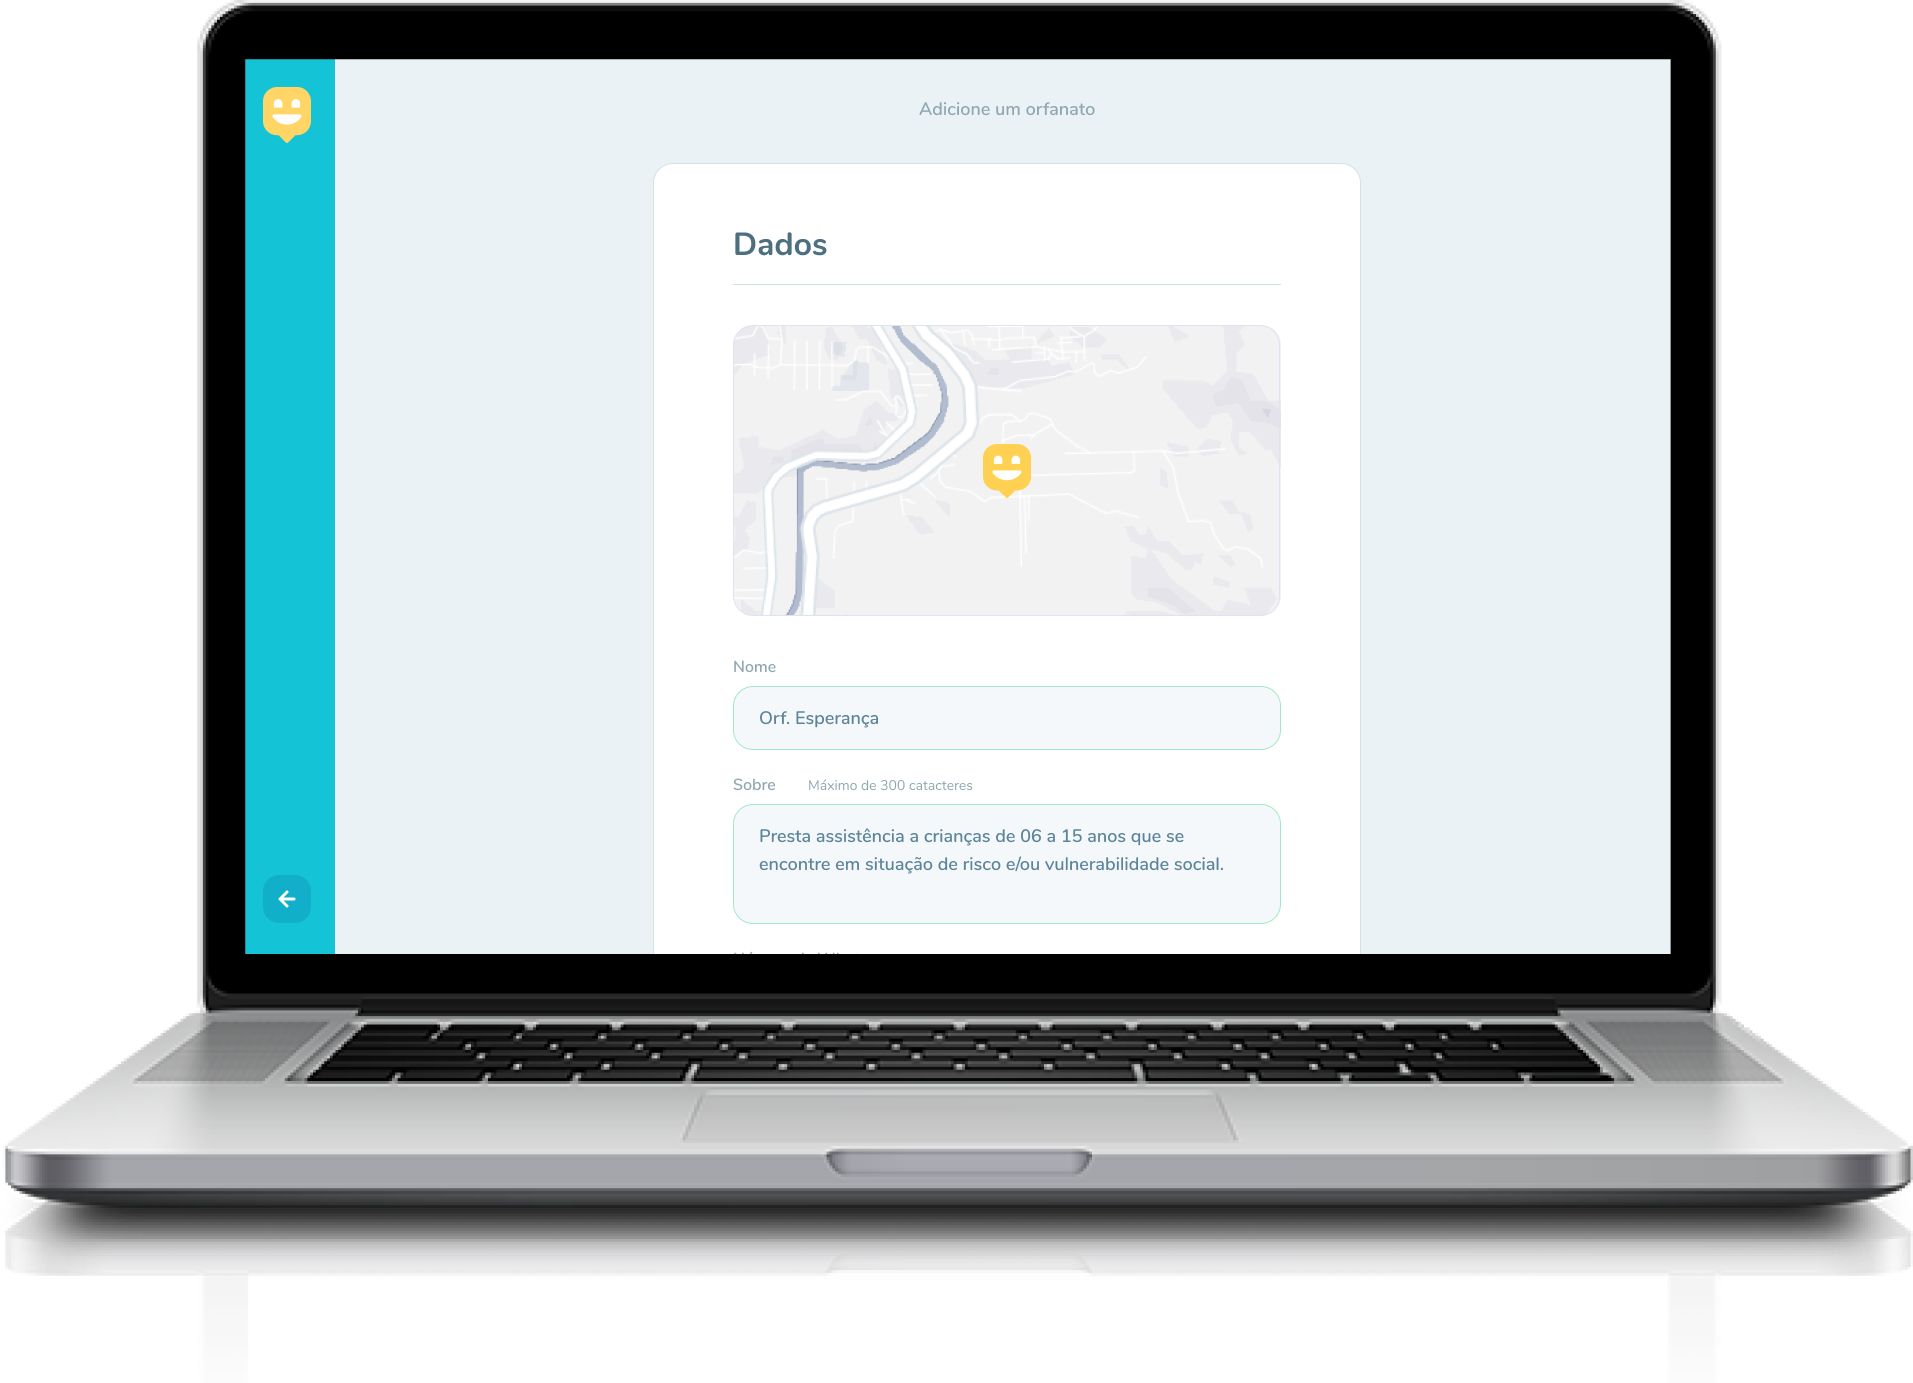 Adicione um orfanato
Dados
Nome
Orf. Esperança
Sobre Máximo de 300 catacteres
Presta assistência a crianças de 06 a 15 anos que se
encontre em situação de risco e/ou vulnerabilidade social.